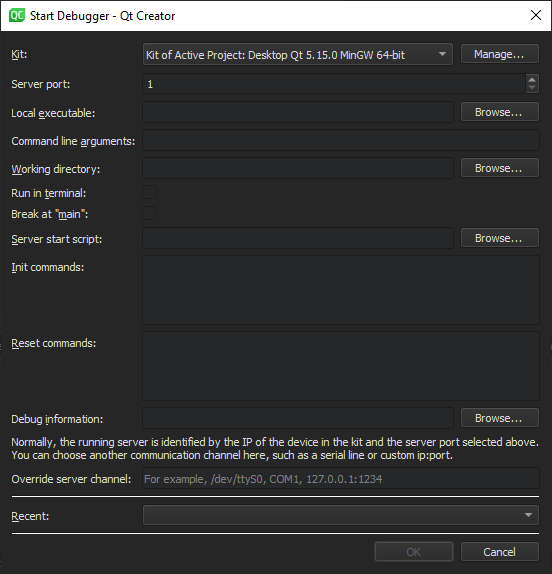 QC Start Debugger - Qt Creator
Kit: Kit of Active Project: Desktop Qt 5.15.0 MinGW 64-bit Manage...
Server port: 1
Local executable: Browse...
Command line arguments:
Working directory: Browse...
Run in terminal:
Break at "main":
Server start script: Browse...
Init commands:
Reset commands:
Debug information: Browse...
Normally, the running server is identified by the IP of the device in the kit and the server port selected above.
You can choose another communication channel here, such as a serial line or custom ip:port.
Override server channel: For example, /dev/ttyS0, COM1, 127.0.0.1:1234
Recent:
OK Cancel